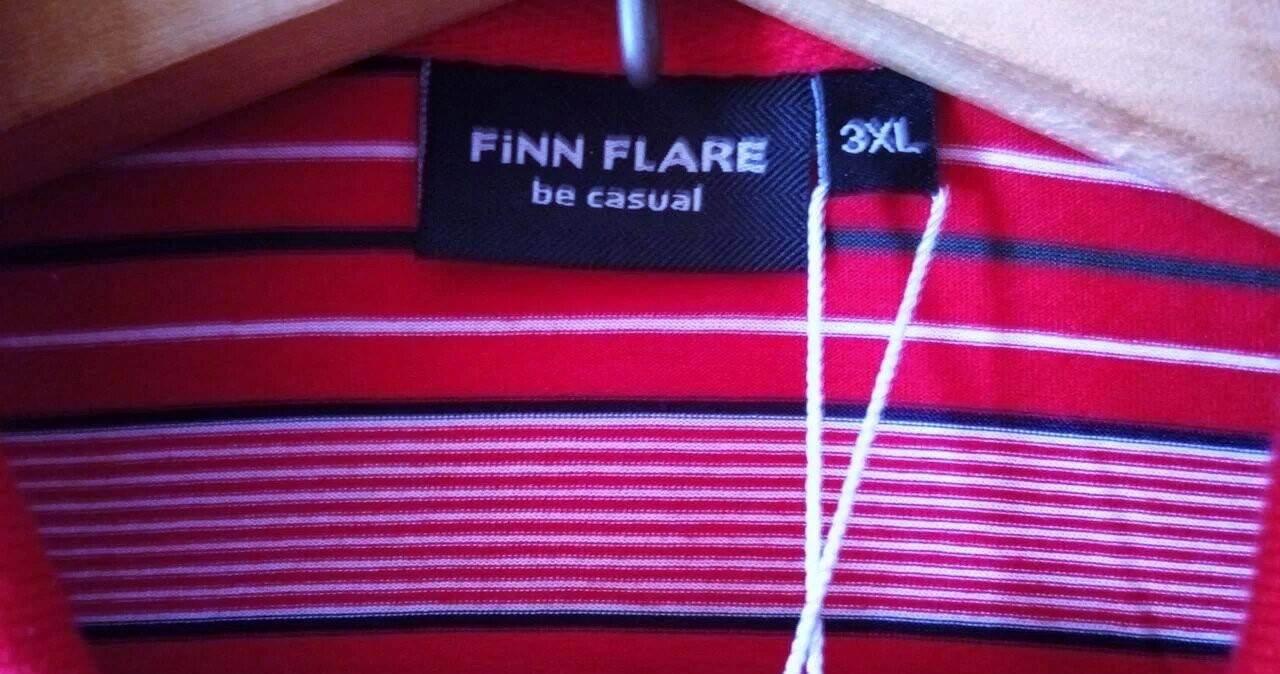 FiNN FLARE
be casual
3XL